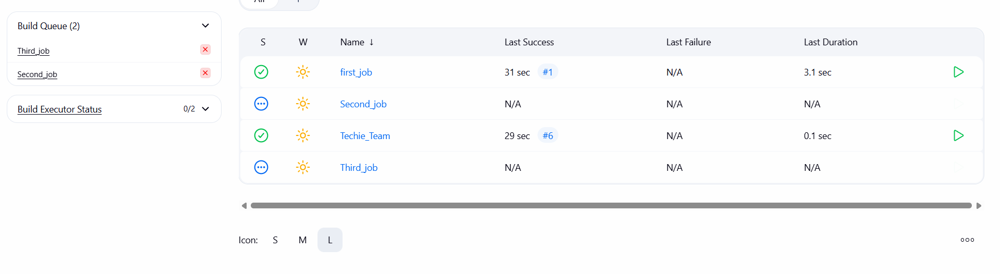 All +
Build Queue (2)
Third_job
Second_job
Build Executor Status 0/2
S W Name ↓ Last Success Last Failure Last Duration
first_job 31 sec #1 N/A 3.1 sec
Second_job N/A N/A N/A
Techie_Team 29 sec #6 N/A 0.1 sec
Third_job N/A N/A N/A
Icon: S M L